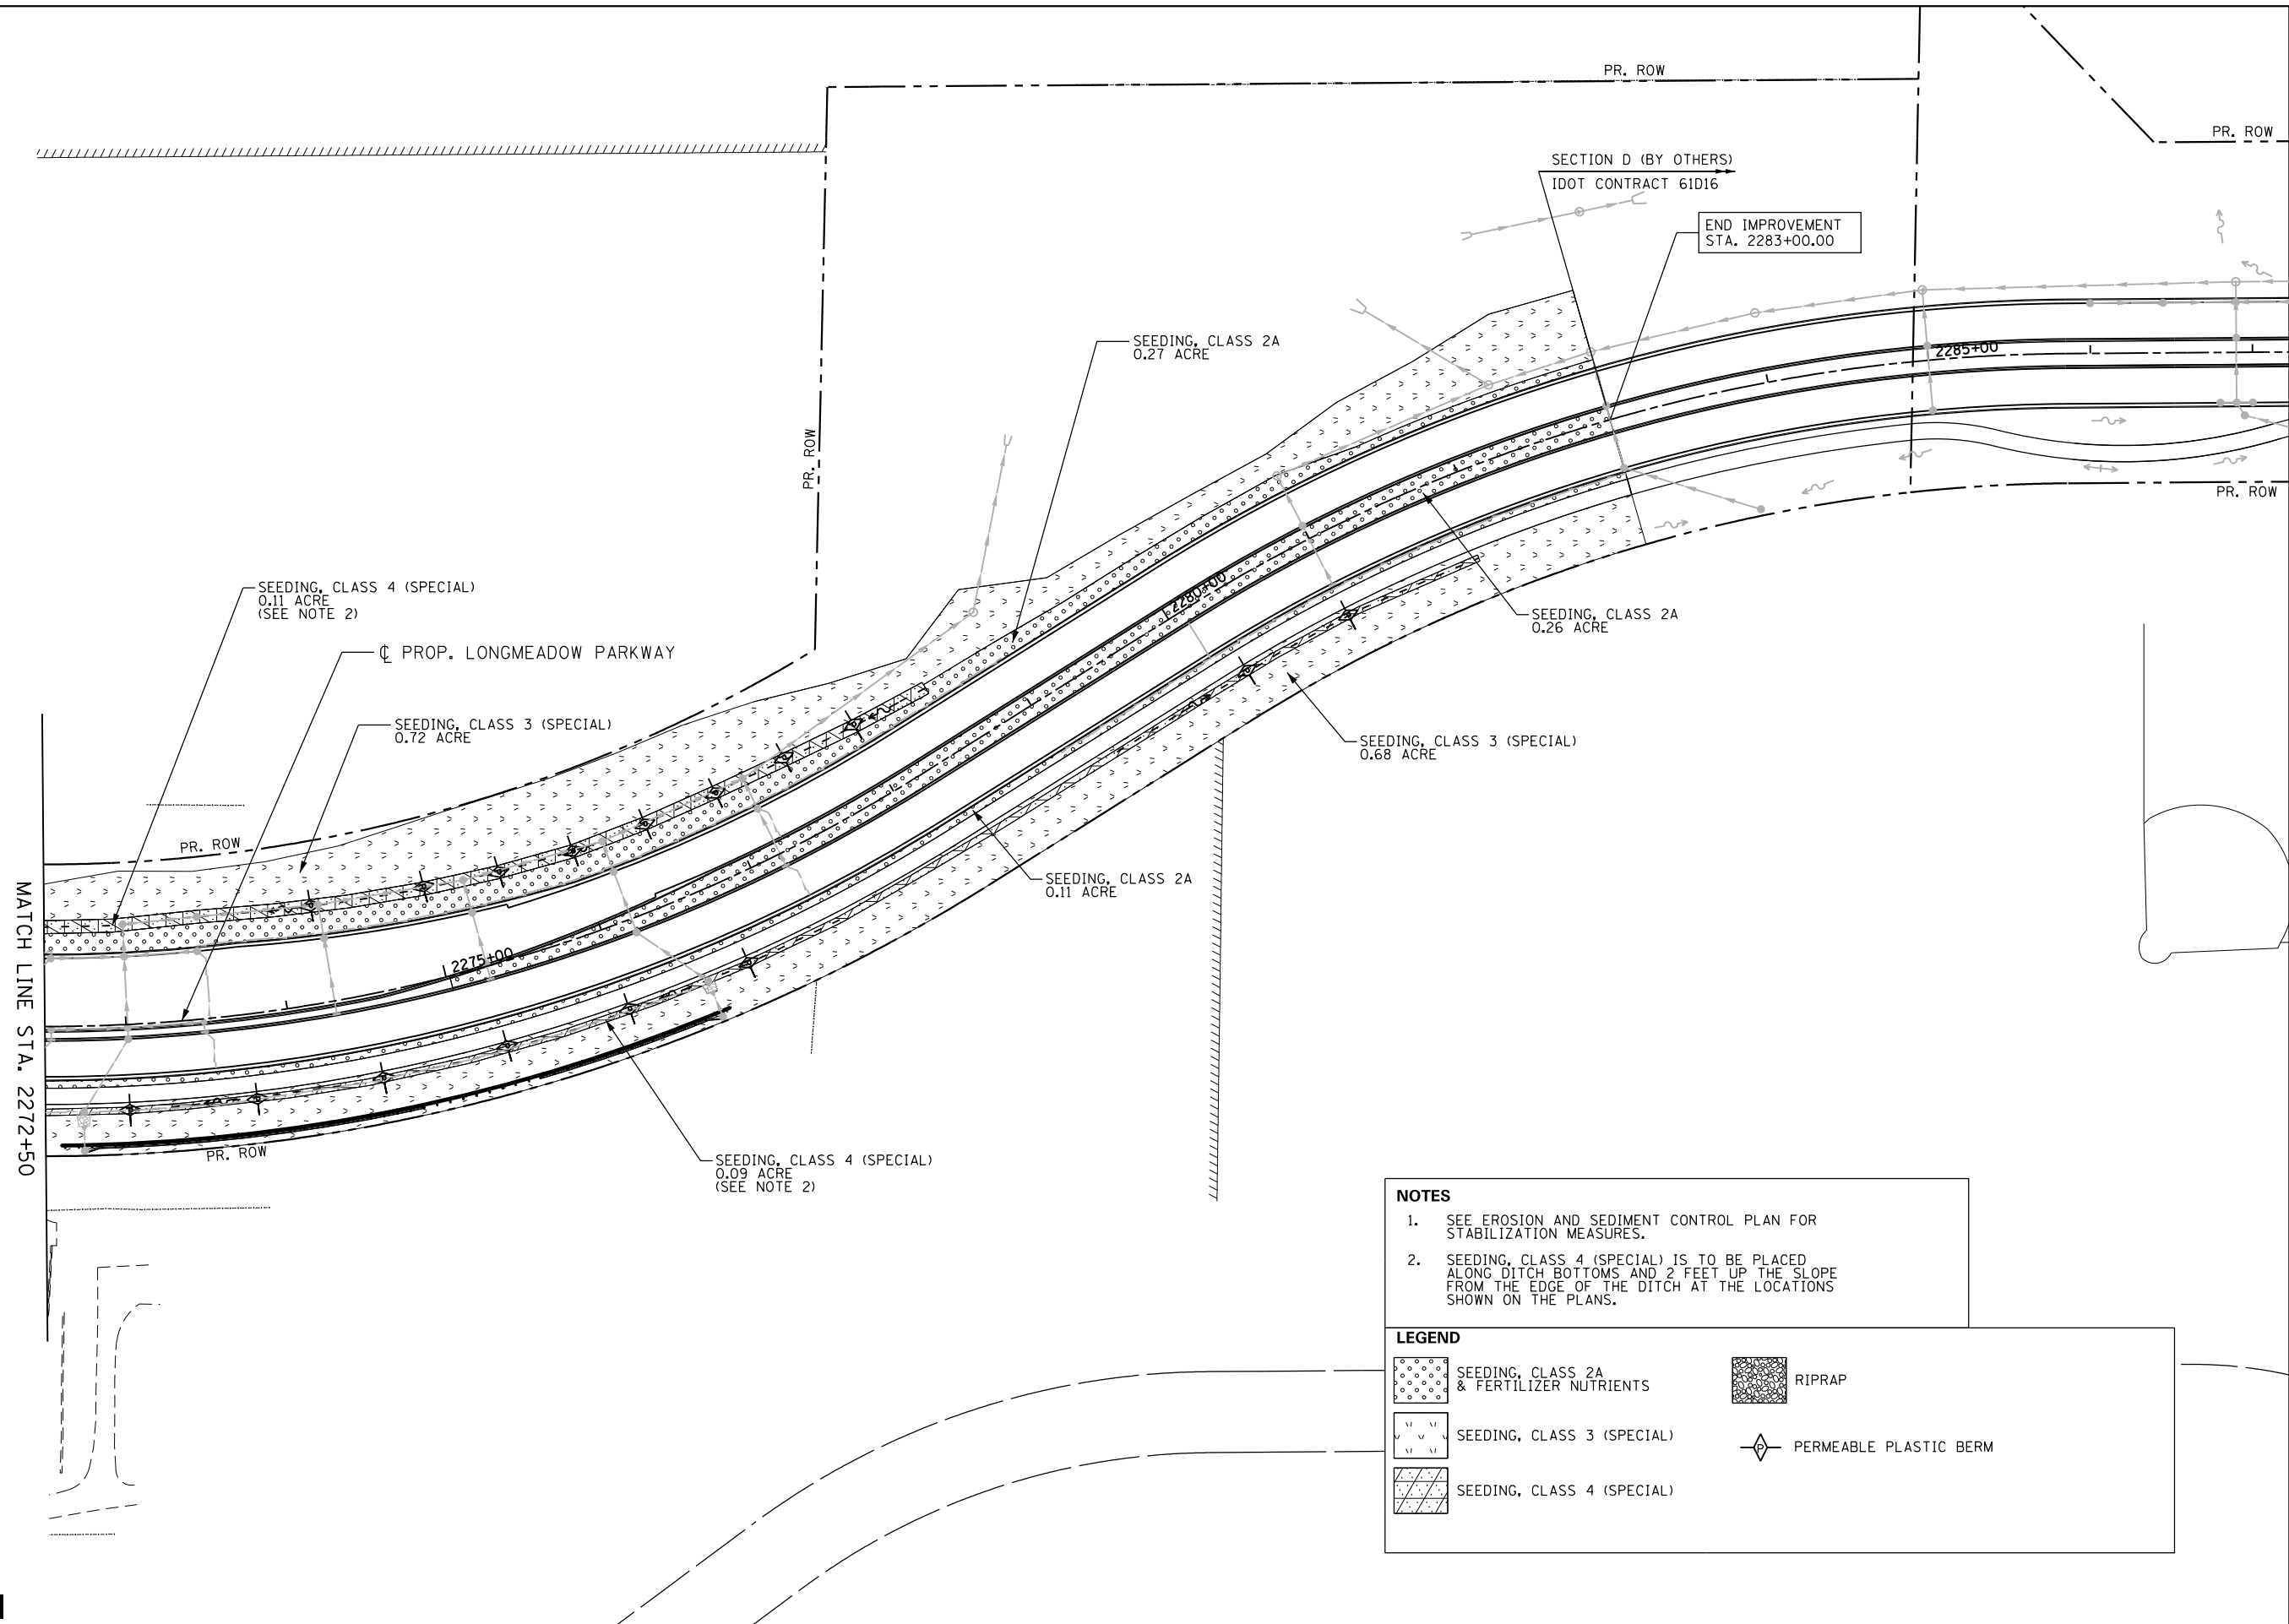 PR. ROW
PR. ROW
SECTION D (BY OTHERS)
IDOT CONTRACT 61D16
END IMPROVEMENT
STA. 2283+00.00
SEEDING, CLASS 2A
0.27 ACRE
2285+00
PR. ROW
PR. ROW
SEEDING, CLASS 4 (SPECIAL)
0.11 ACRE
(SEE NOTE 2)
2280+00
SEEDING, CLASS 2A
0.26 ACRE
℄ PROP. LONGMEADOW PARKWAY
SEEDING, CLASS 3 (SPECIAL)
0.72 ACRE
SEEDING, CLASS 3 (SPECIAL)
0.68 ACRE
PR. ROW
SEEDING, CLASS 2A
0.11 ACRE
2275+00
MATCH LINE STA. 2272+50
PR. ROW
SEEDING, CLASS 4 (SPECIAL)
0.09 ACRE
(SEE NOTE 2)
NOTES
1. SEE EROSION AND SEDIMENT CONTROL PLAN FOR
STABILIZATION MEASURES.
2. SEEDING, CLASS 4 (SPECIAL) IS TO BE PLACED
ALONG DITCH BOTTOMS AND 2 FEET UP THE SLOPE
FROM THE EDGE OF THE DITCH AT THE LOCATIONS
SHOWN ON THE PLANS.
LEGEND
SEEDING, CLASS 2A
& FERTILIZER NUTRIENTS
RIPRAP
SEEDING, CLASS 3 (SPECIAL)
P
PERMEABLE PLASTIC BERM
SEEDING, CLASS 4 (SPECIAL)